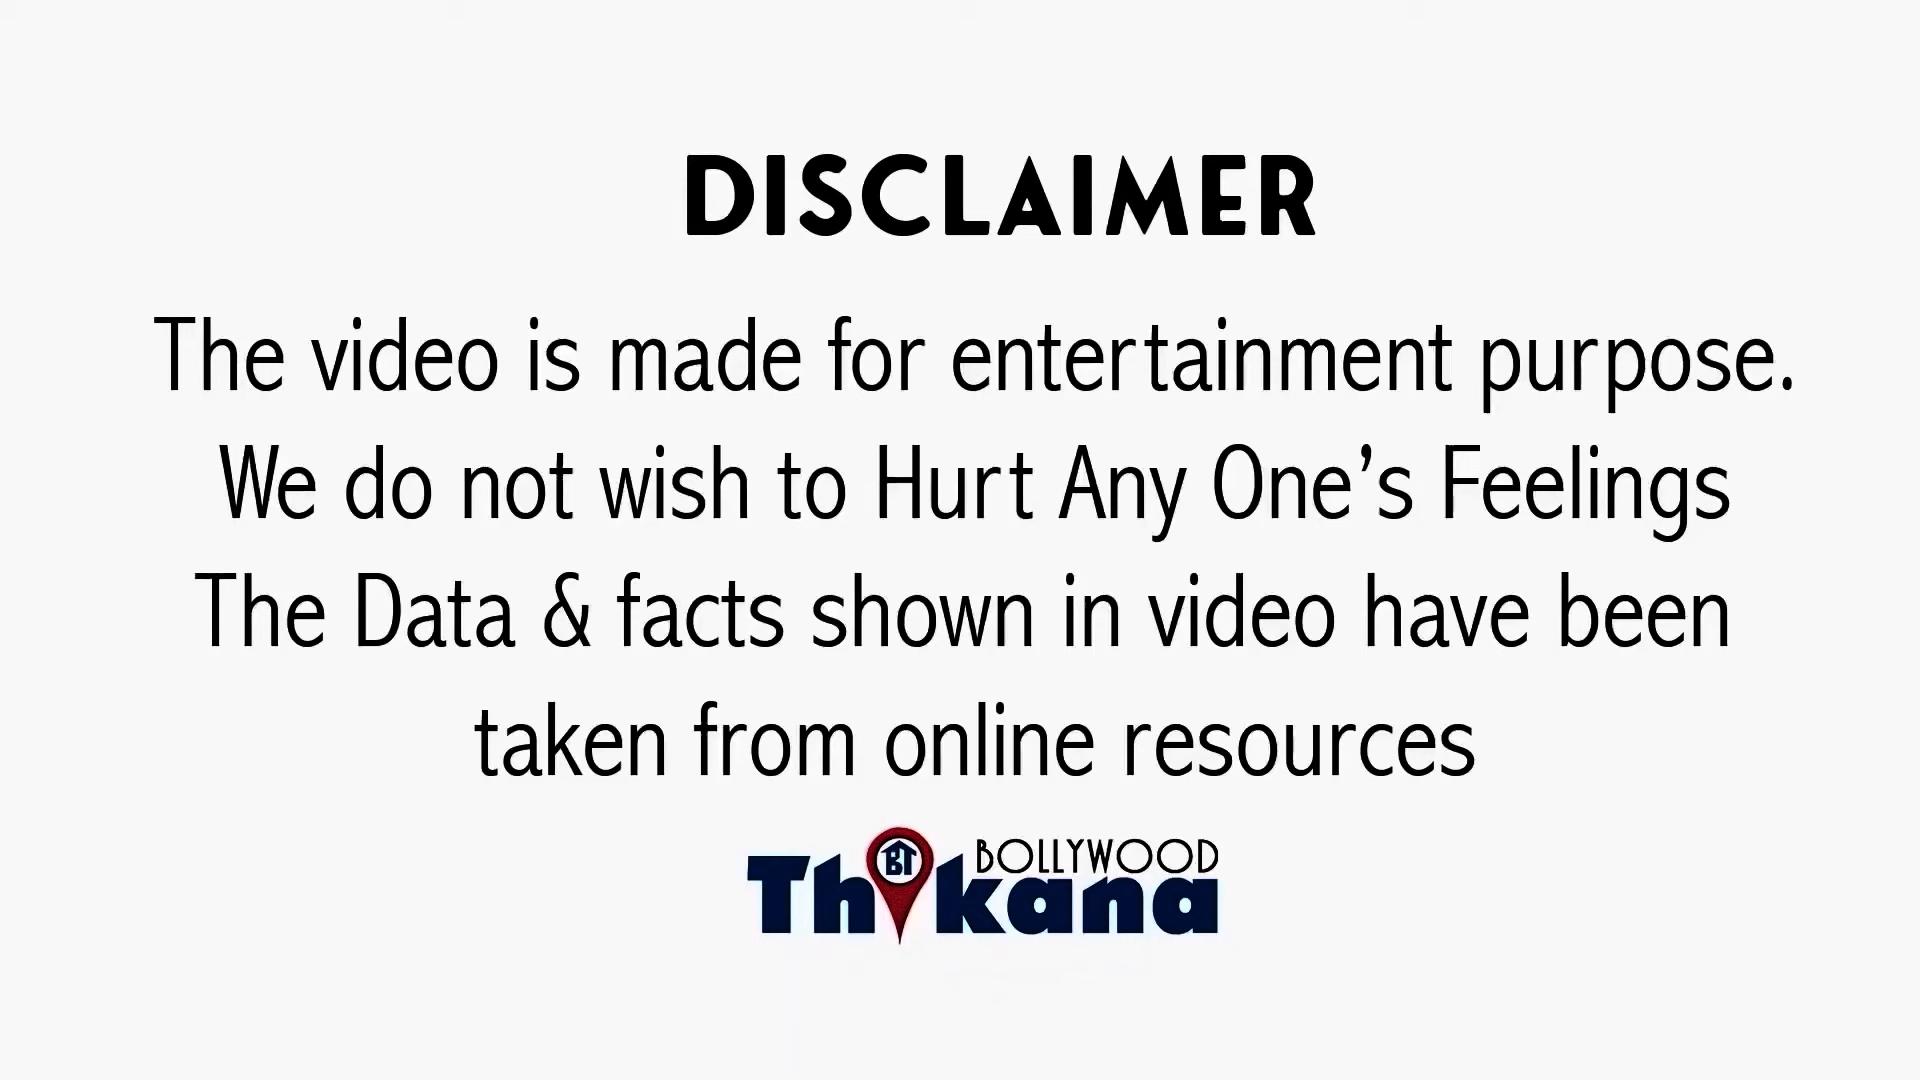 DISCLAIMER
The video is made for entertainment purpose.
We do not wish to Hurt Any One’s Feelings
The Data & facts shown in video have been
taken from online resources
BT
BOLLYWOOD
Thikana